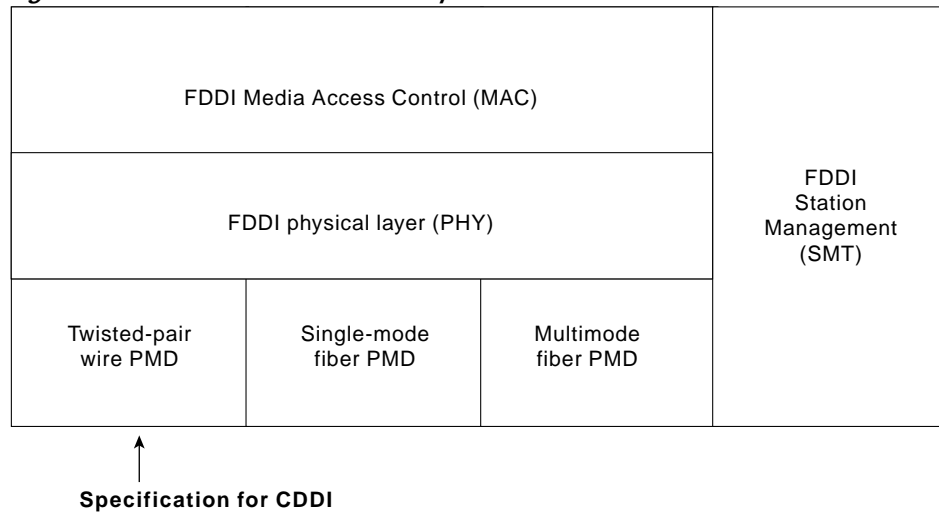 FDDI Media Access Control (MAC)
FDDI physical layer (PHY)
FDDI
Station
Management
(SMT)
Twisted-pair
wire PMD
Single-mode
fiber PMD
Multimode
fiber PMD
Specification for CDDI